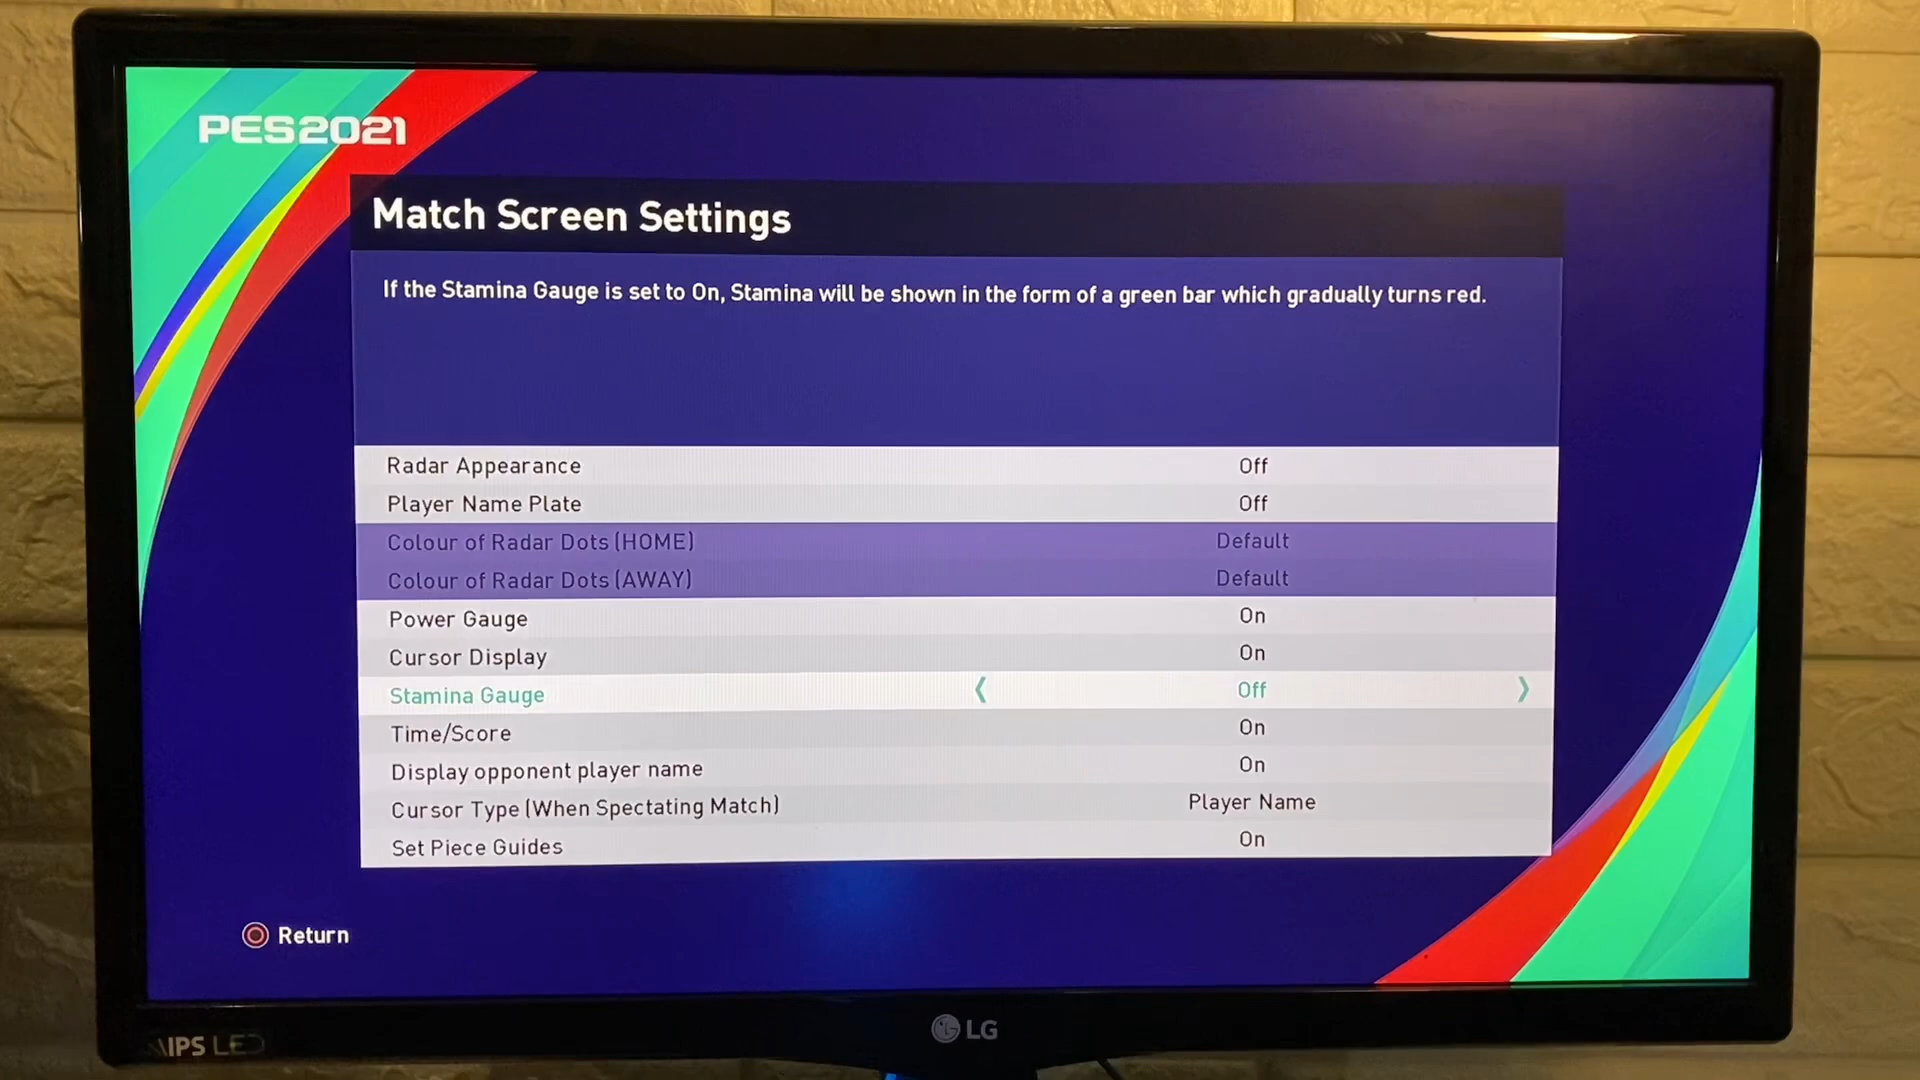 PES2021
Match Screen Settings
If the Stamina Gauge is set to On, Stamina will be shown in the form of a green bar which gradually turns red.
Radar Appearance Off
Player Name Plate Off
Colour of Radar Dots (HOME) Default
Colour of Radar Dots (AWAY) Default
Power Gauge On
Cursor Display On
Stamina Gauge Off
Time/Score On
Display opponent player name On
Cursor Type (When Spectating Match) Player Name
Set Piece Guides On
Return
LG
IPS LED